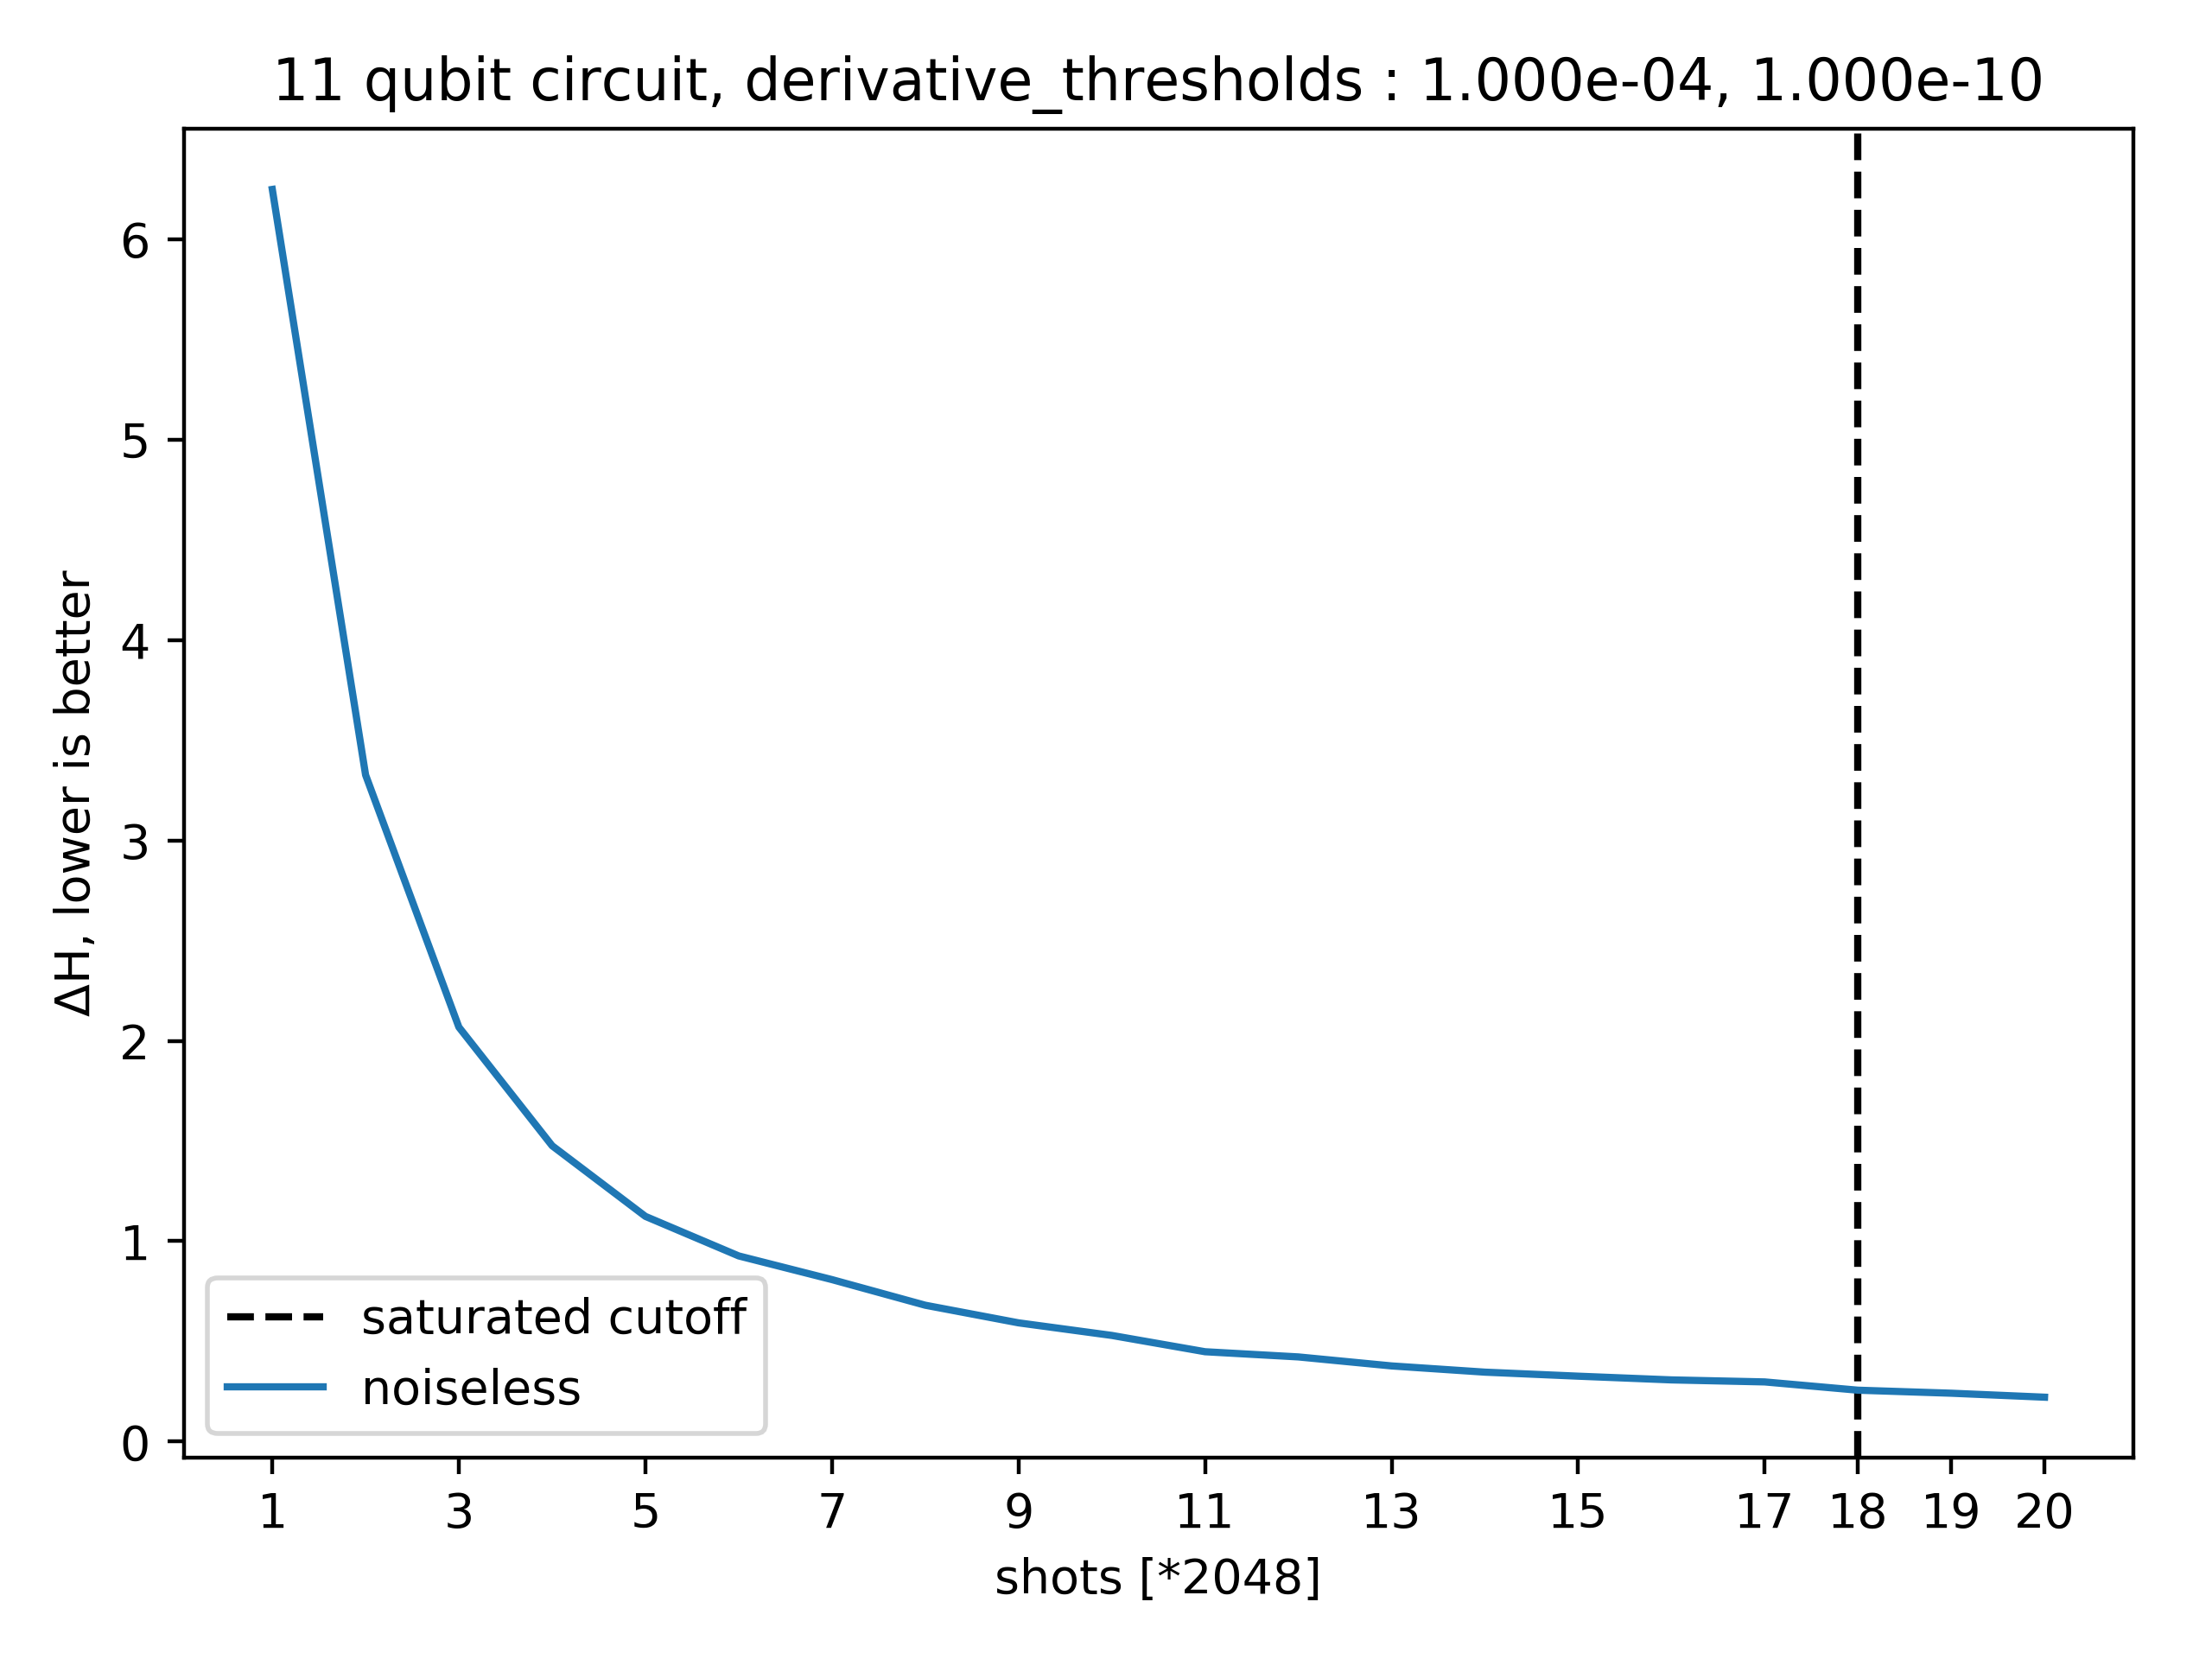 11 qubit circuit, derivative_thresholds : 1.000e-04, 1.000e-10
ΔH, lower is better
6
5
4
3
2
1
0
saturated cutoff
noiseless
1 3 5 7 9 11 13 15 17 18 19 20
shots [*2048]